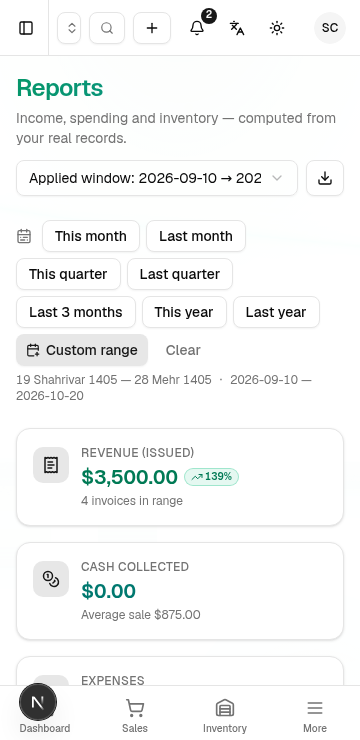 2
SC
Reports
Income, spending and inventory — computed from
your real records.
Applied window: 2026-09-10 → 202
This month
Last month
This quarter
Last quarter
Last 3 months
This year
Last year
Custom range
Clear
19 Shahrivar 1405 — 28 Mehr 1405 · 2026-09-10 —
2026-10-20
REVENUE (ISSUED)
$3,500.00
139%
4 invoices in range
CASH COLLECTED
$0.00
Average sale $875.00
EXPENSES
N
Dashboard
Sales
Inventory
More